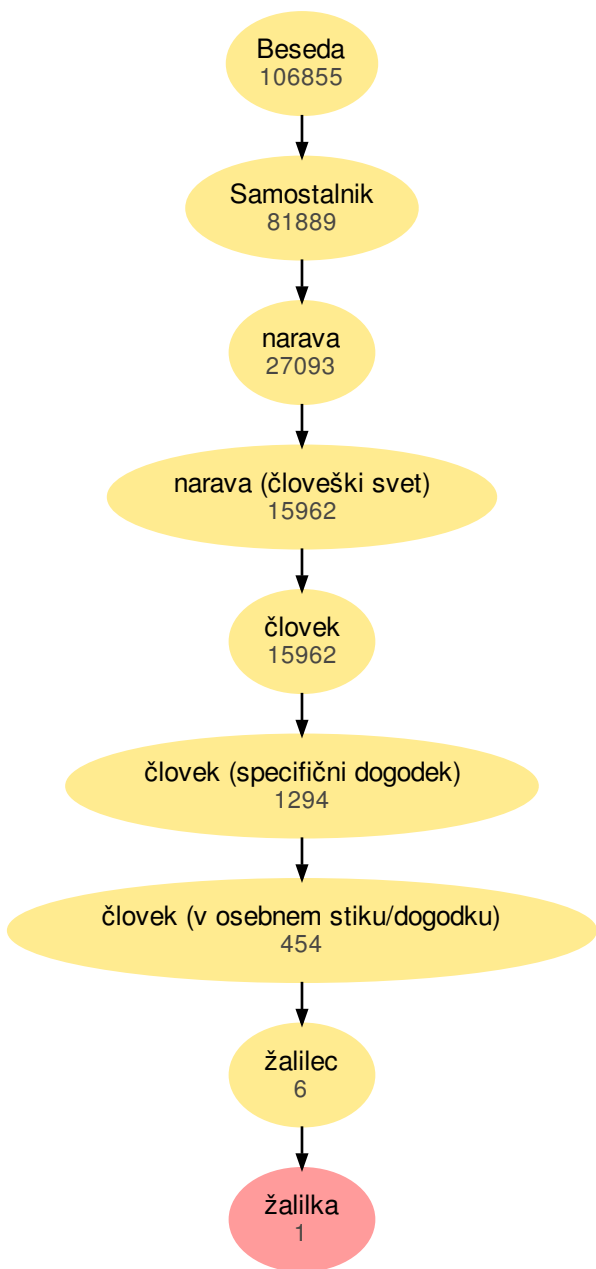 Beseda
106855
Samostalnik
81889
narava
27093
narava (človeški svet)
15962
človek
15962
človek (specifični dogodek)
1294
človek (v osebnem stiku/dogodku)
454
žalilec
6
žalilka
1